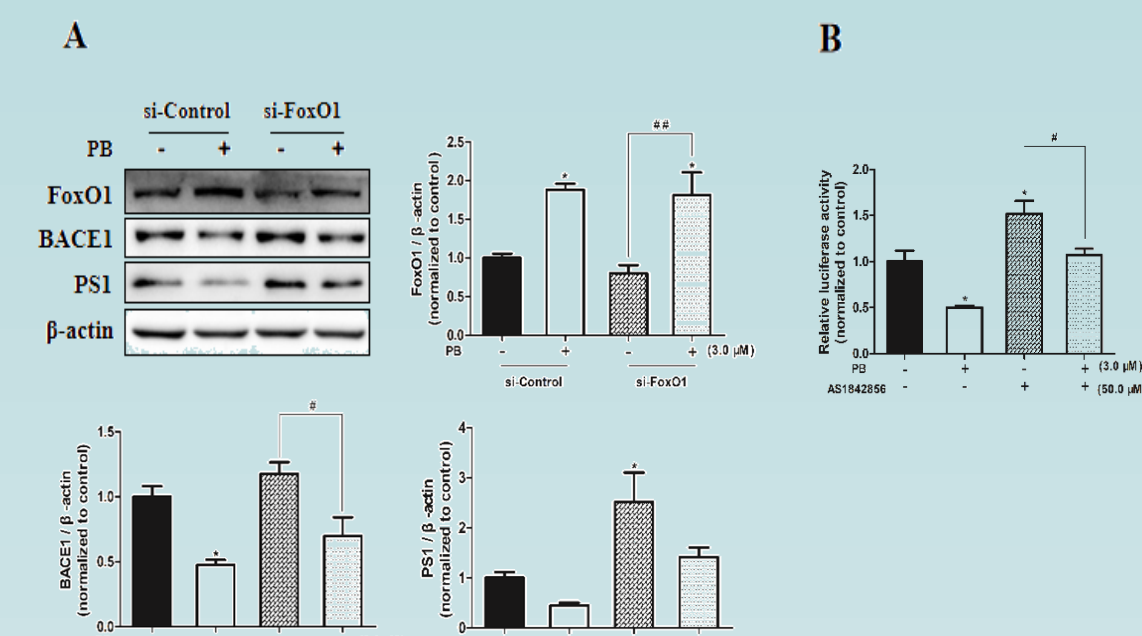 A
B
si-Control si-FoxO1
PB - + - +
FoxO1
BACE1
PS1
β-actin
FoxO1 / β -actin
(normalized to control)
2.5
2.0
1.5
1.0
0.5
0.0
*
##
*
PB - + - + (3.0 μM)
si-Control si-FoxO1
Relative luciferase activity
(normalized to control)
2.0
1.5
1.0
0.5
0.0
*
*
#
PB - + - + (3.0 μM)
AS1842856 - - + + (50.0 μM
BACE1 / β -actin
(normalized to control)
1.5
1.0
0.5
0.0
*
#
PS1 / β -actin
(normalized to control)
4
3
2
1
0
*